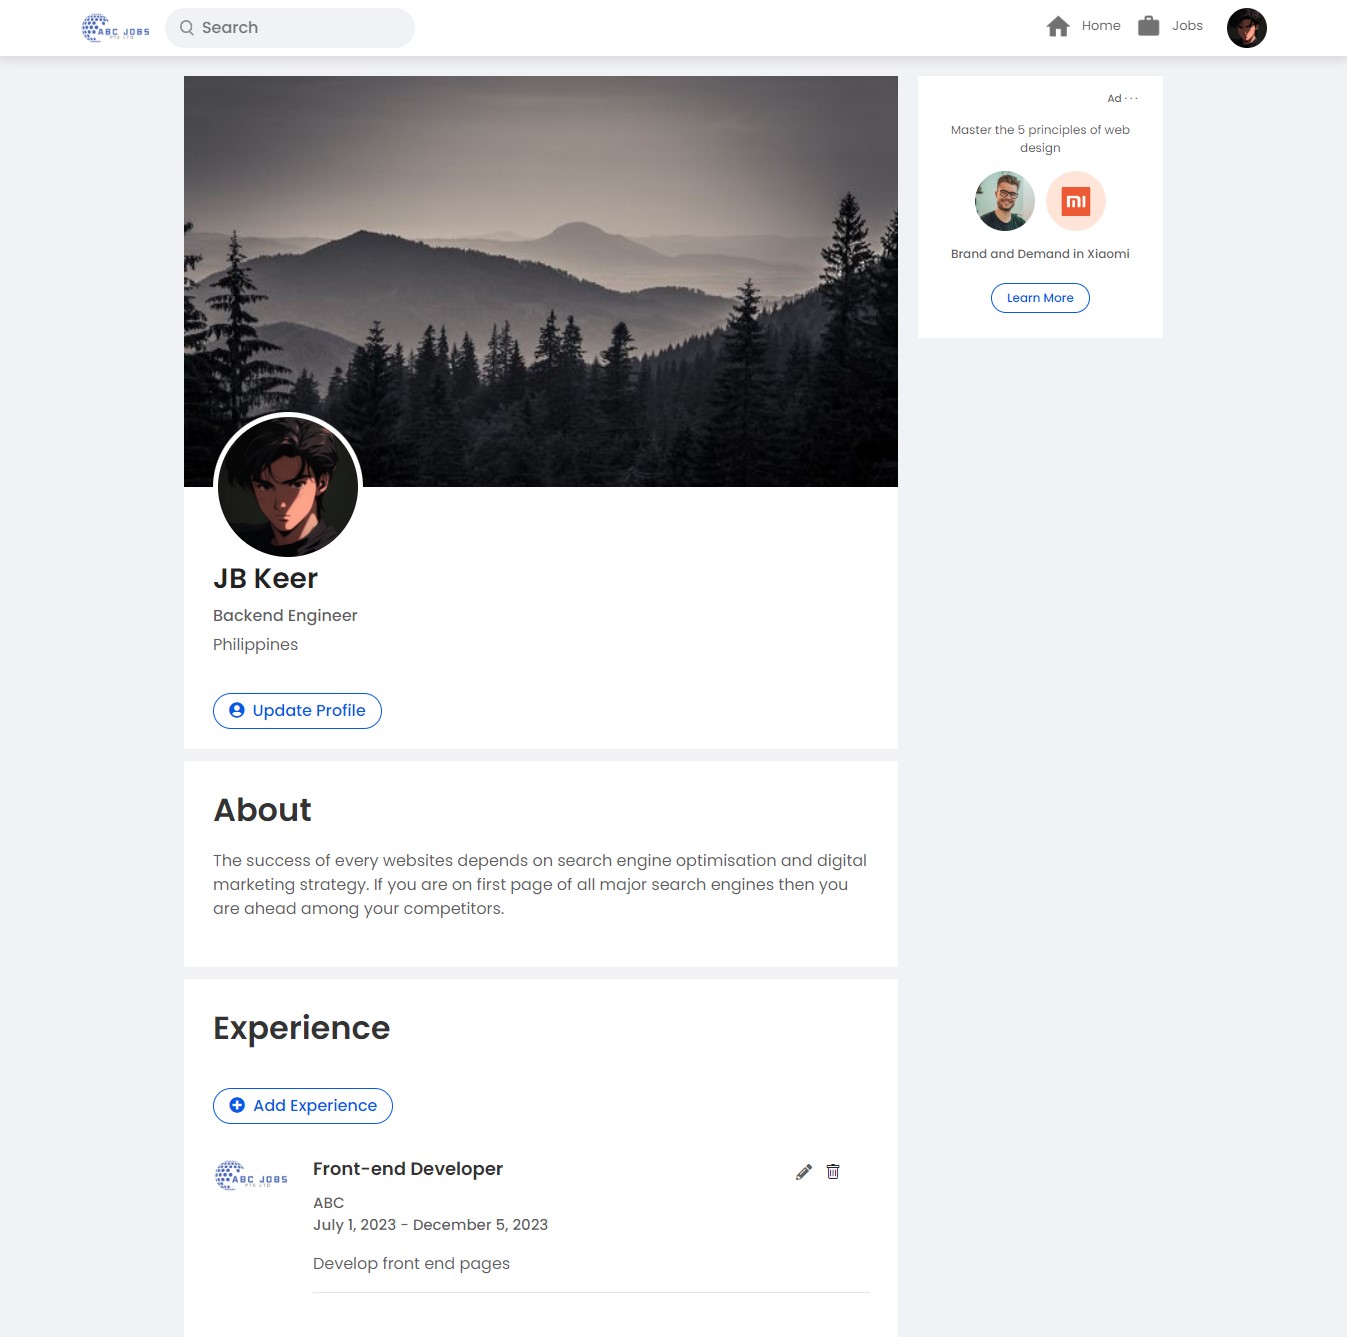 ABC JOBS
PTE LTD
Search
Home
Jobs
Ad ···
Master the 5 principles of web
design
Brand and Demand in Xiaomi
Learn More
JB Keer
Backend Engineer
Philippines
Update Profile
About
The success of every websites depends on search engine optimisation and digital
marketing strategy. If you are on first page of all major search engines then you
are ahead among your competitors.
Experience
Add Experience
ABC JOBS
PTE LTD
Front-end Developer
ABC
July 1, 2023 - December 5, 2023
Develop front end pages